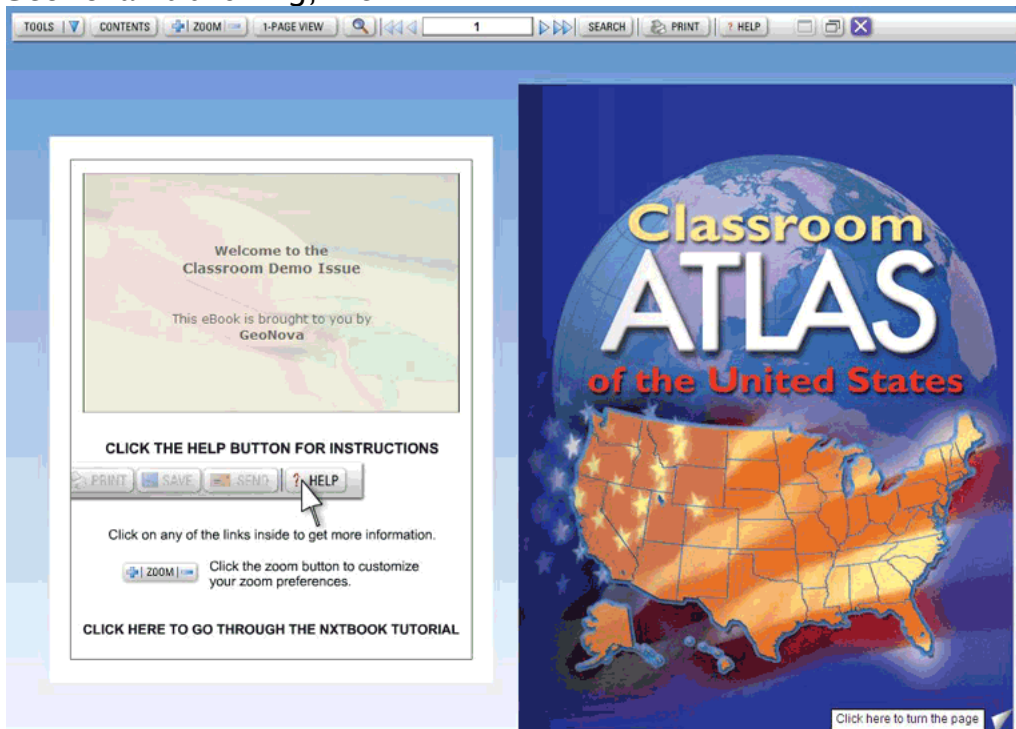 TOOLS CONTENTS ZOOM 1-PAGE VIEW 1 SEARCH PRINT ? HELP
Welcome to the
Classroom Demo Issue
This eBook is brought to you by
GeoNova
CLICK THE HELP BUTTON FOR INSTRUCTIONS
PRINT SAVE SEND ? HELP
Click on any of the links inside to get more information.
ZOOM
Click the zoom button to customize
your zoom preferences.
CLICK HERE TO GO THROUGH THE NXTBOOK TUTORIAL
Classroom
ATLAS
of the United States
Click here to turn the page